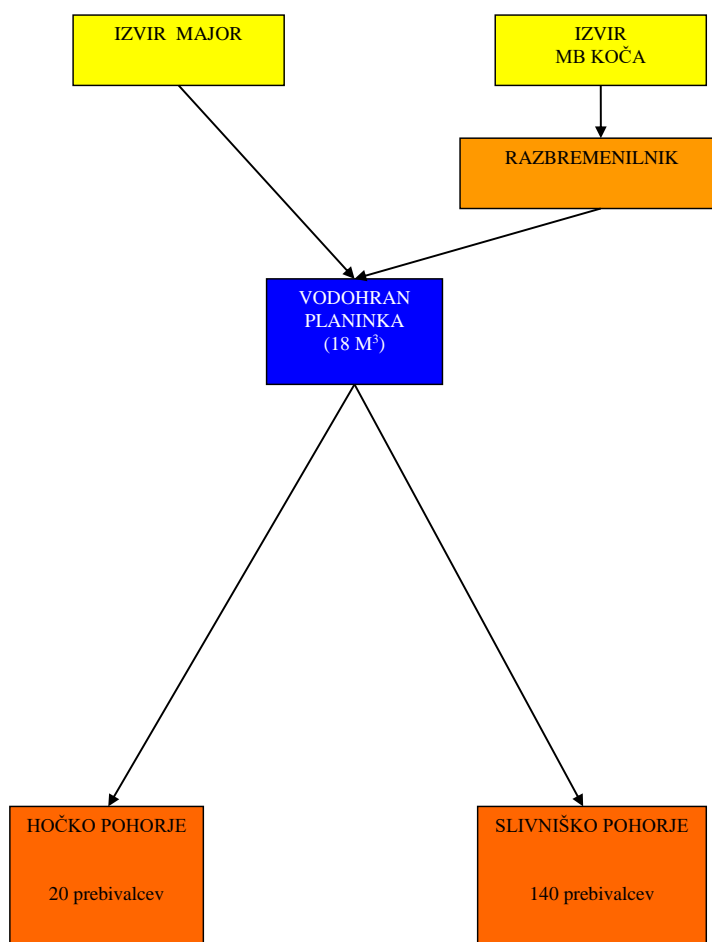 IZVIR MAJOR
IZVIR
MB KOČA
RAZBREMENILNIK
VODOHRAN
PLANINKA
(18 M³)
HOČKO POHORJE
20 prebivalcev
SLIVNIŠKO POHORJE
140 prebivalcev